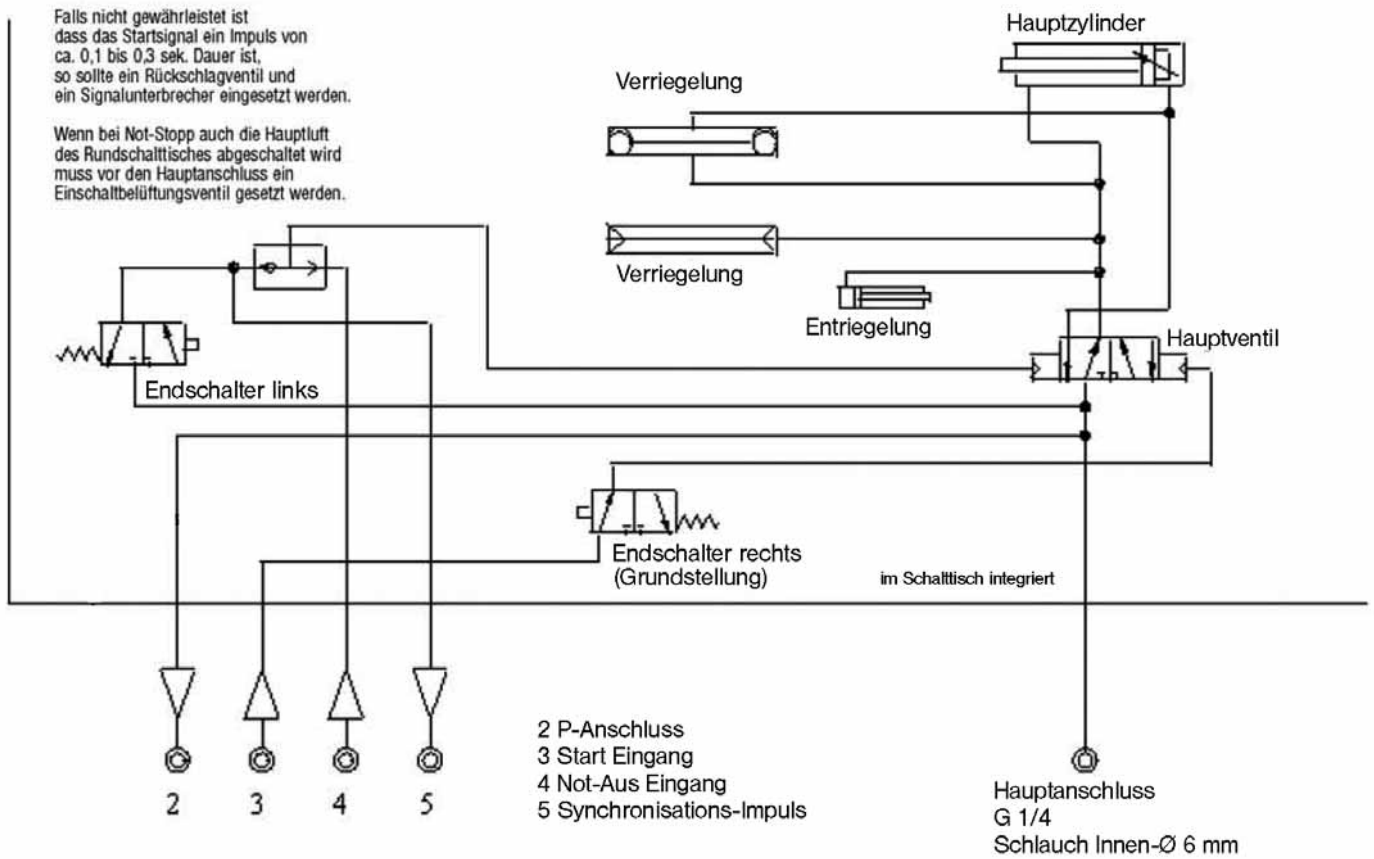 Falls nicht gewährleistet ist
dass das Startsignal ein Impuls von
ca. 0,1 bis 0,3 sek. Dauer ist,
so sollte ein Rückschlagventil und
ein Signalunterbrecher eingesetzt werden.
Wenn bei Not-Stopp auch die Hauptluft
des Rundschalttisches abgeschaltet wird
muss vor den Hauptanschluss ein
Einschaltbelüftungsventil gesetzt werden.
Hauptzylinder
Verriegelung
Verriegelung
Entriegelung
Hauptventil
Endschalter links
Endschalter rechts
(Grundstellung)
im Schalttisch integriert
2
3
4
5
2 P-Anschluss
3 Start Eingang
4 Not-Aus Eingang
5 Synchronisations-Impuls
Hauptanschluss
G 1/4
Schlauch Innen-Ø 6 mm